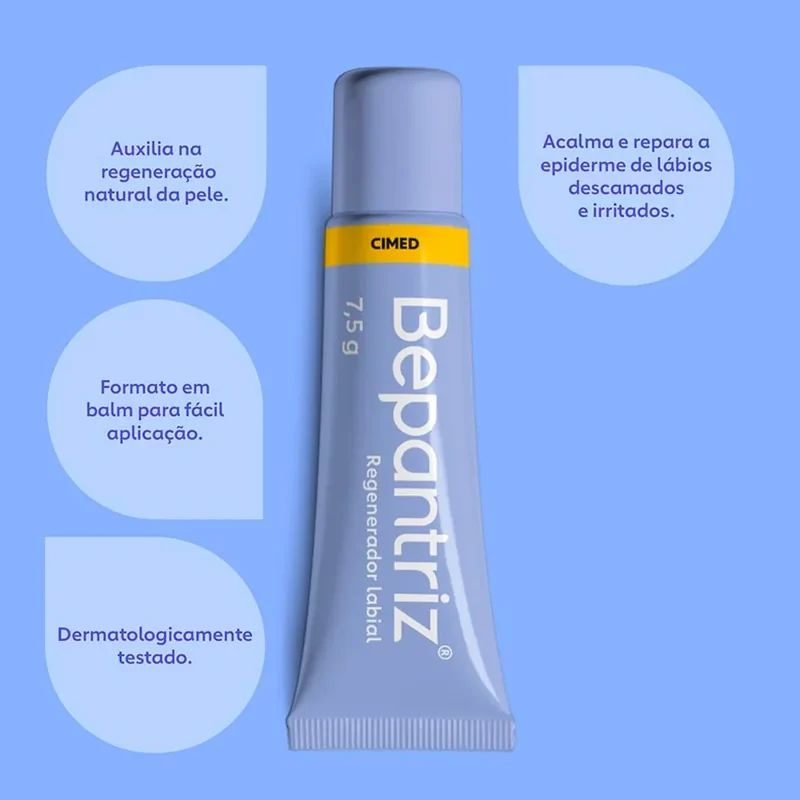 Auxilia na
regeneração
natural da pele.
Acalma e repara a
epiderme de lábios
descamados
e irritados.
CIMED
Bepantriz®
Regenerador labial
7,5 g
Formato em
balm para fácil
aplicação.
Dermatologicamente
testado.